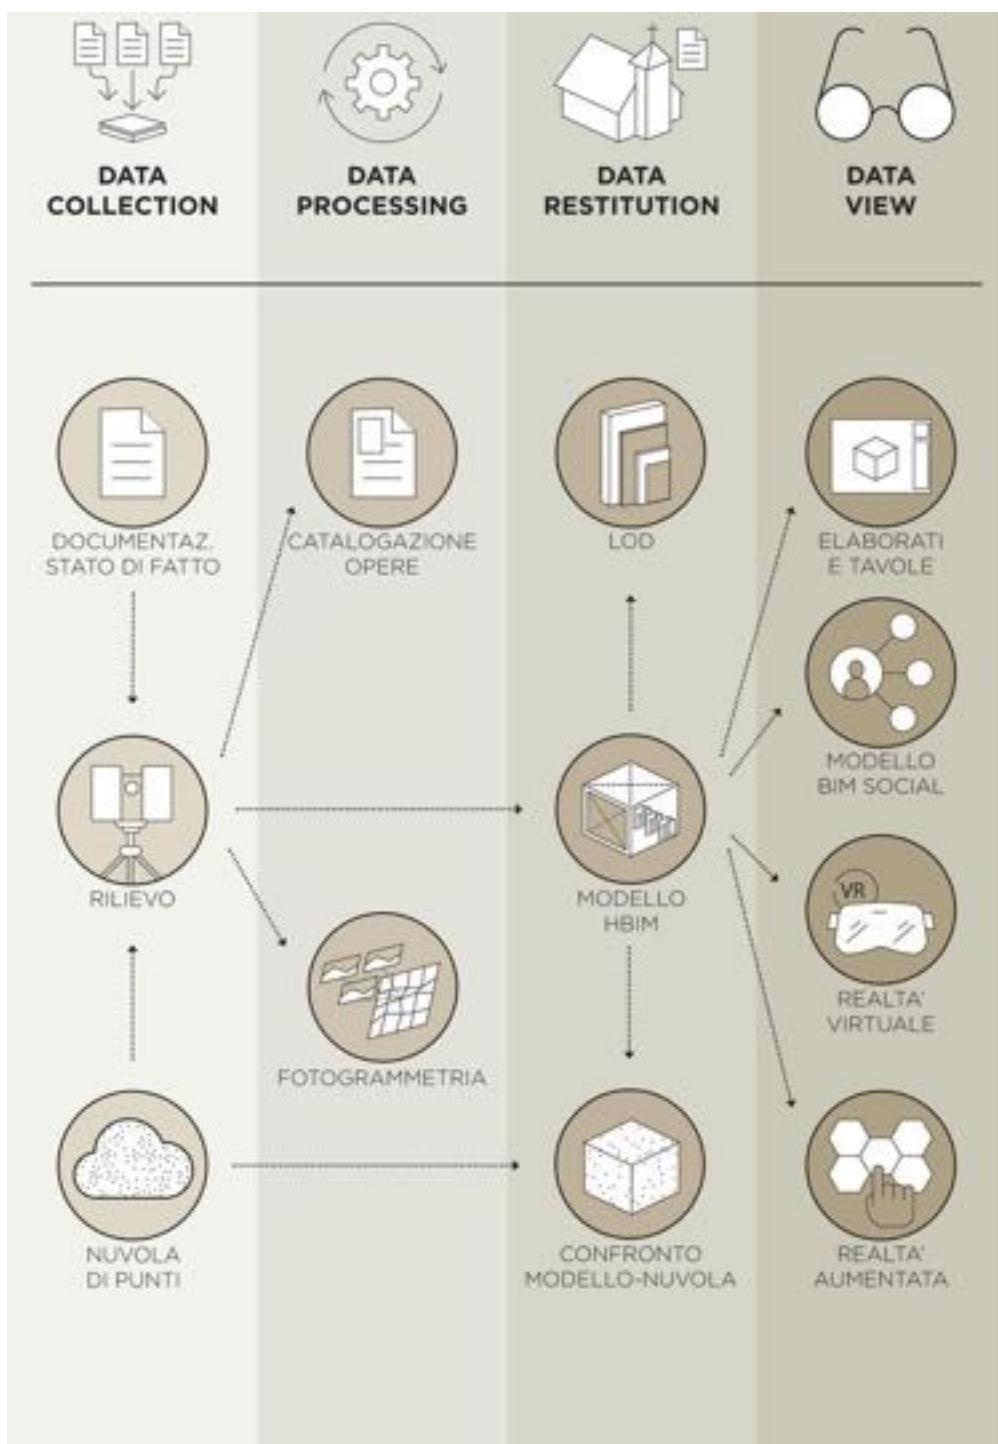 DATA
COLLECTION
DATA
PROCESSING
DATA
RESTITUTION
DATA
VIEW
DOCUMENTAZ.
STATO DI FATTO
CATALOGAZIONE
OPERE
LOD
ELABORATI
E TAVOLE
MODELLO
BIM SOCIAL
RILIEVO
MODELLO
HBIM
VR
REALTA'
VIRTUALE
FOTOGRAMMETRIA
NUVOLA
DI PUNTI
CONFRONTO
MODELLO-NUVOLA
REALTA'
AUMENTATA